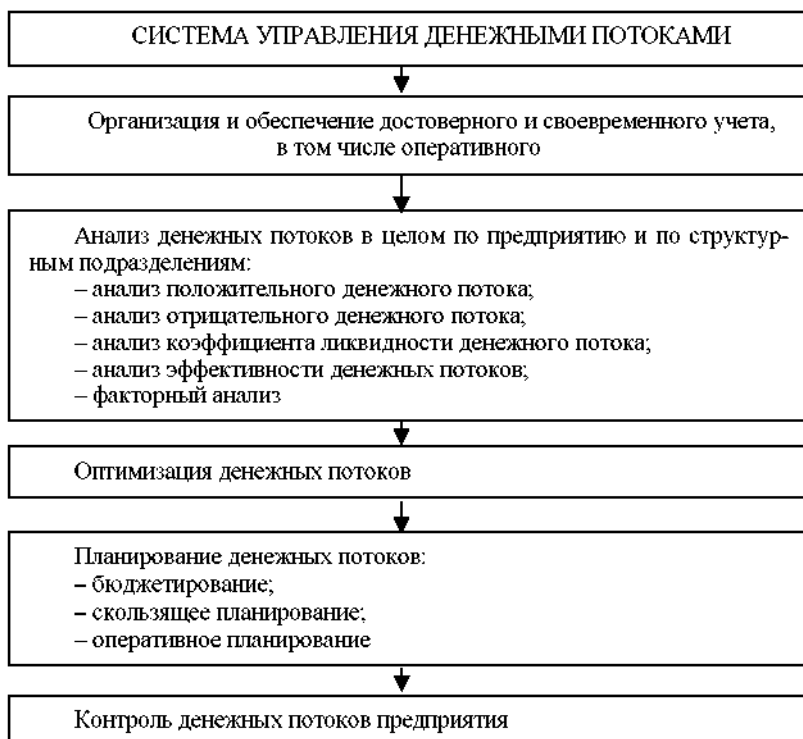 СИСТЕМА УПРАВЛЕНИЯ ДЕНЕЖНЫМИ ПОТОКАМИ
Организация и обеспечение достоверного и своевременного учета,
в том числе оперативного
Анализ денежных потоков в целом по предприятию и по структур-
ным подразделениям:
– анализ положительного денежного потока;
– анализ отрицательного денежного потока;
– анализ коэффициента ликвидности денежного потока;
– анализ эффективности денежных потоков;
– факторный анализ
Оптимизация денежных потоков
Планирование денежных потоков:
– бюджетирование;
– скользящее планирование;
– оперативное планирование
Контроль денежных потоков предприятия